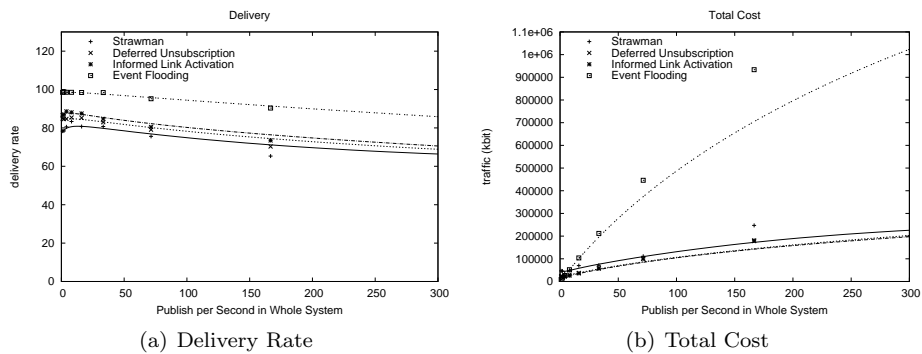 Delivery
120
100
80
60
40
20
0
delivery rate
Strawman
Deferred Unsubscription
Informed Link Activation
Event Flooding
0 50 100 150 200 250 300
Publish per Second in Whole System
(a) Delivery Rate
Total Cost
1.1e+06
1e+06
900000
800000
700000
600000
500000
400000
300000
200000
100000
0
traffic (kbit)
Strawman
Deferred Unsubscription
Informed Link Activation
Event Flooding
0 50 100 150 200 250 300
Publish per Second in Whole System
(b) Total Cost